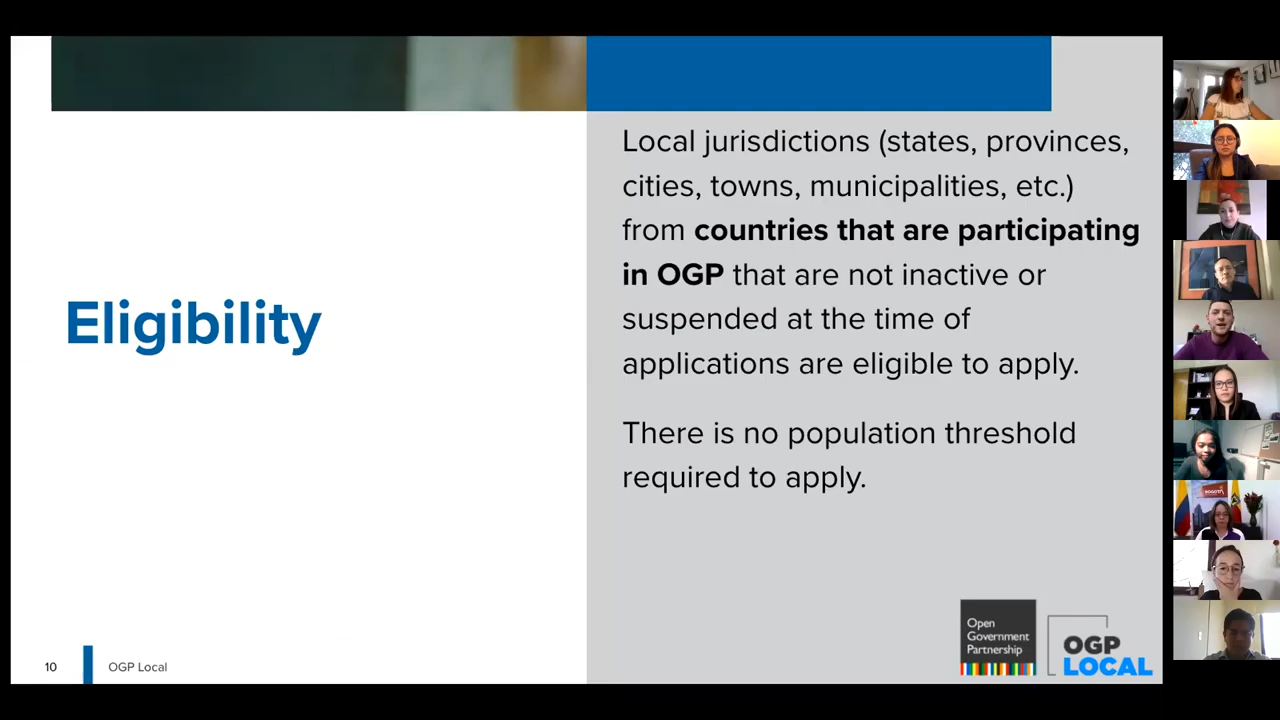 Eligibility
Local jurisdictions (states, provinces,
cities, towns, municipalities, etc.)
from countries that are participating
in OGP that are not inactive or
suspended at the time of
applications are eligible to apply.
There is no population threshold
required to apply.
10
OGP Local
Open
Government
Partnership
OGP
LOCAL
BOGOTÁ